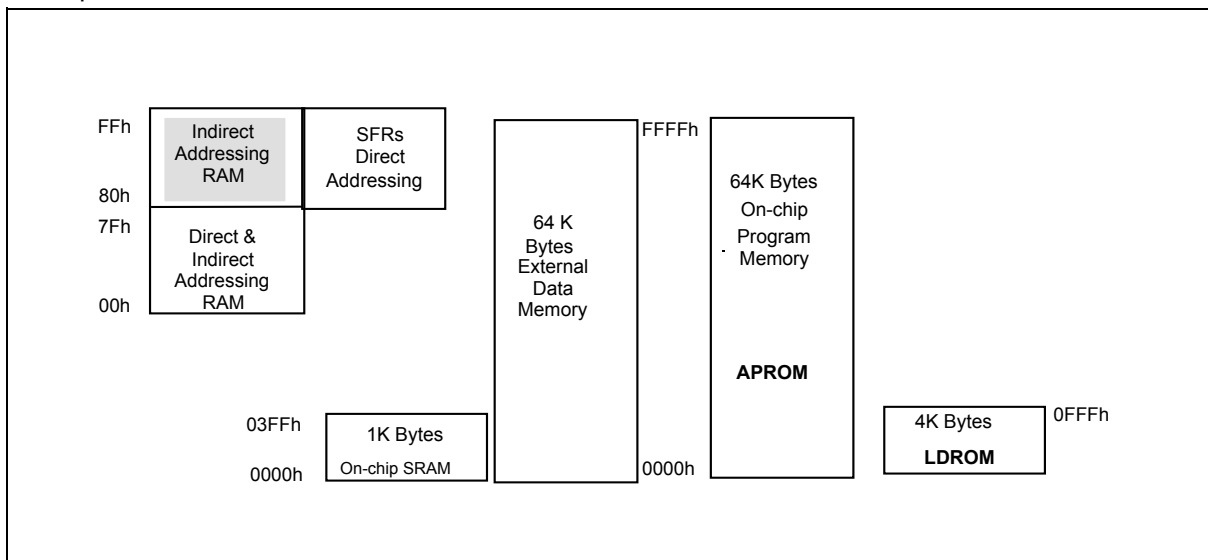 FFh
Indirect
Addressing
RAM
80h
SFRs
Direct
Addressing
7Fh
Direct &
Indirect
Addressing
RAM
00h
03FFh
1K Bytes
On-chip SRAM
0000h
64 K
Bytes
External
Data
Memory
FFFFh
0000h
64K Bytes
On-chip
Program
Memory
APROM
4K Bytes
LDROM
0FFFh